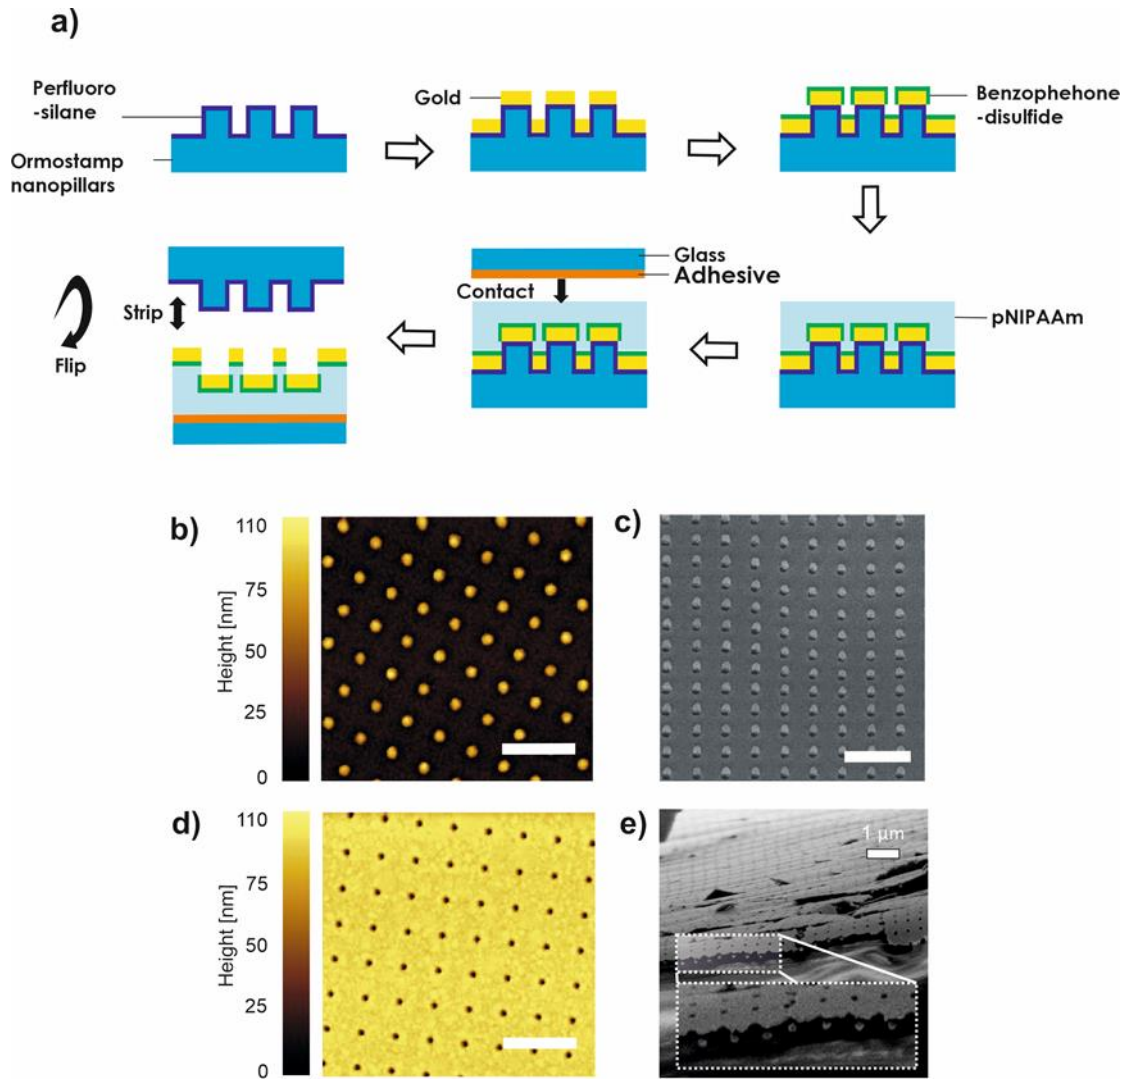 a)
Perfluoro
-silane
Ormostamp
nanopillars
Gold
Benzophehone
-disulfide
Glass
Adhesive
Contact
Strip
Flip
pNIPAAm
b)
110
75
50
25
0
Height [nm]
c)
d)
110
75
50
25
0
Height [nm]
e)
1 μm